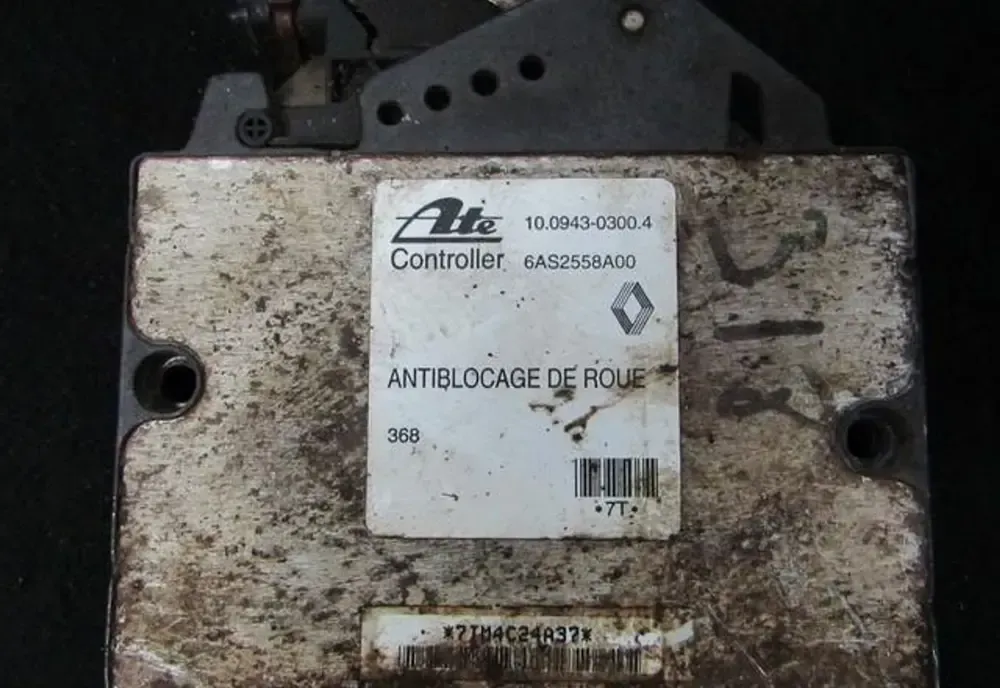 Ate 10.0943-0300.4
Controller 6AS2558A00
ANTIBLOCAGE DE ROUE
368
•7T•
*7TM4C24A37*